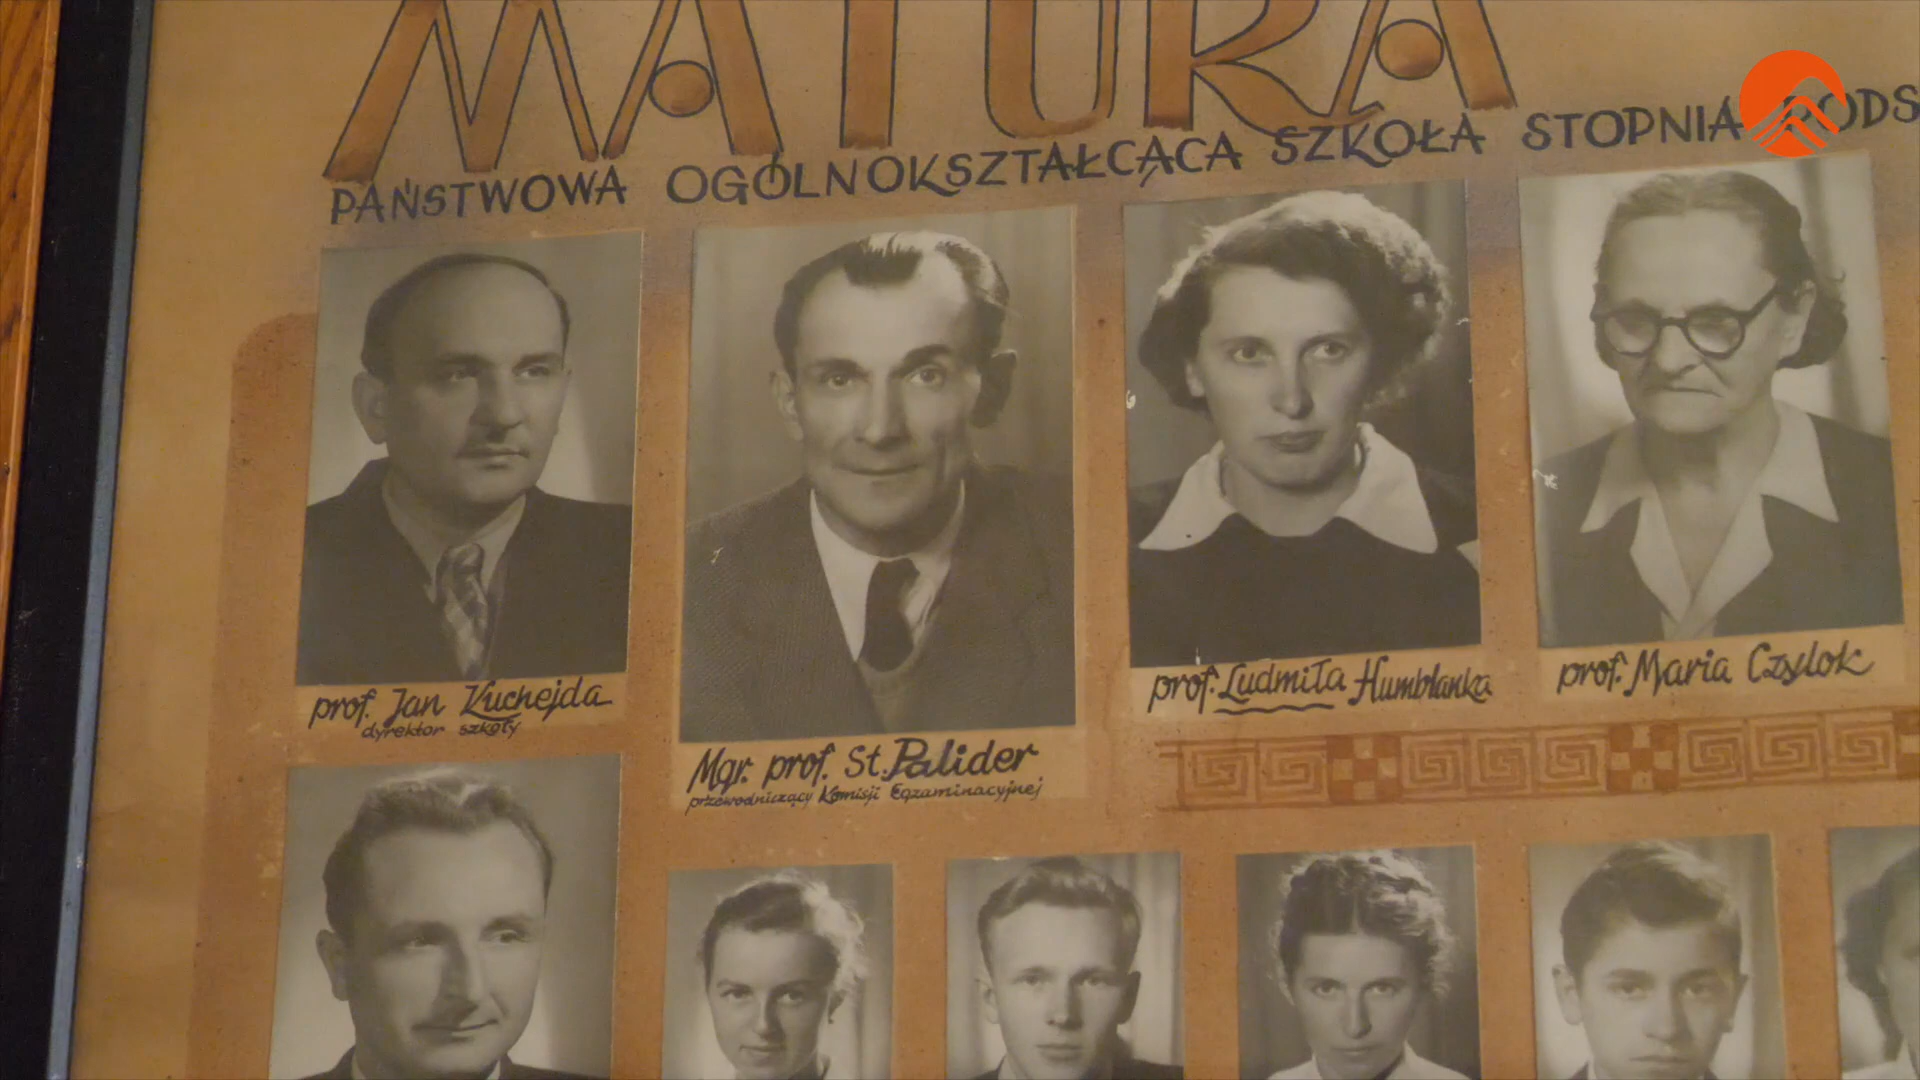 MATURA
PAŃSTWOWA OGÓLNOKSZTAŁCĄCA SZKOŁA STOPNIA PODS
prof. Jan Kuchejda
dyrektor szkoły
Mgr. prof. St. Palider
przewodniczący Komisji Egzaminacyjnej
prof. Ludmiła Humblanka
prof. Maria Czylok